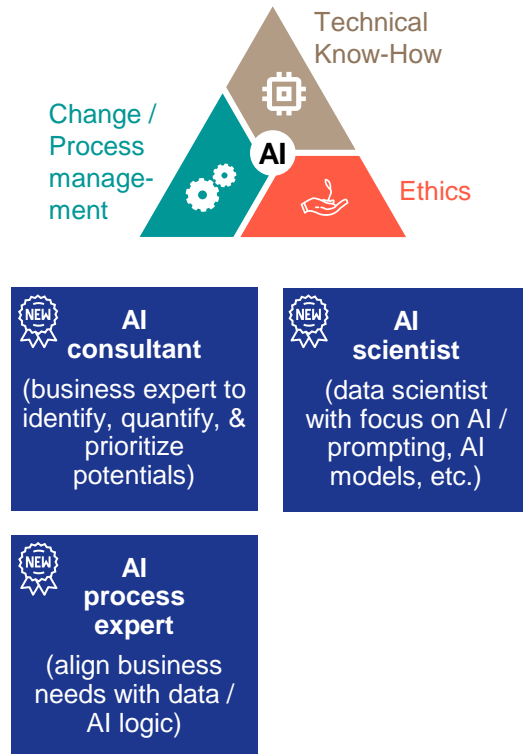 Technical
Know-How
Change /
Process
manage-
ment
AI
Ethics
NEW
AI
consultant
(business expert to
identify, quantify, &
prioritize
potentials)
NEW
AI
scientist
(data scientist
with focus on AI /
prompting, AI
models, etc.)
NEW
AI
process
expert
(align business
needs with data /
AI logic)